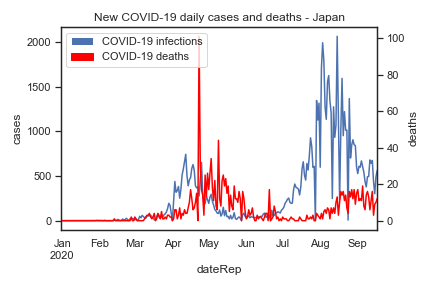 New COVID-19 daily cases and deaths - Japan
COVID-19 infections
COVID-19 deaths
2000
1500
1000
500
0
cases
100
80
60
40
20
0
deaths
Jan Feb Mar Apr May Jun Jul Aug Sep
2020
dateRep